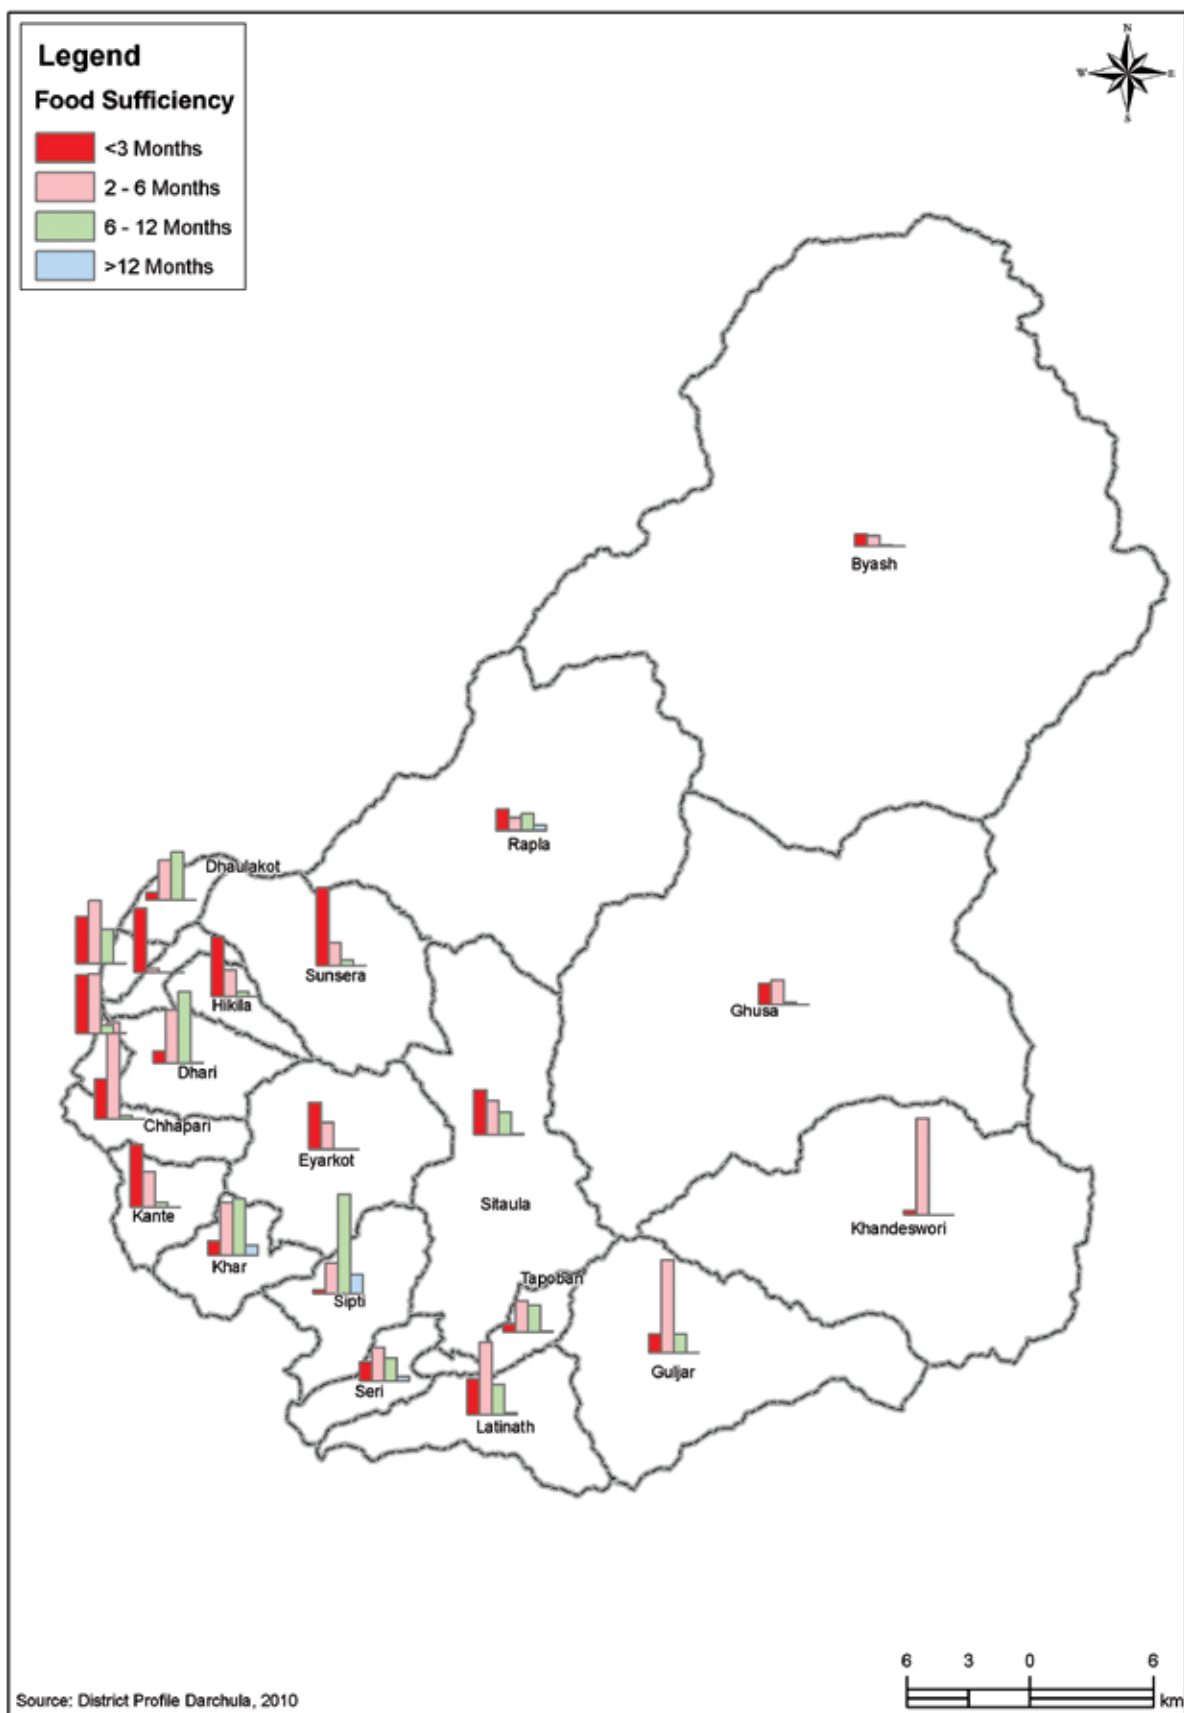 Legend
Food Sufficiency
<3 Months
2 - 6 Months
6 - 12 Months
>12 Months
N
W
E
S
Byash
Rapla
Dhaulakot
Sunsera
Hikila
Ghusa
Dhari
Chhapari
Eyarkot
Sitaula
Kante
Khandeswori
Khar
Tapoban
Sipti
Guljar
Seri
Latinath
6 3 0 6
km
Source: District Profile Darchula, 2010